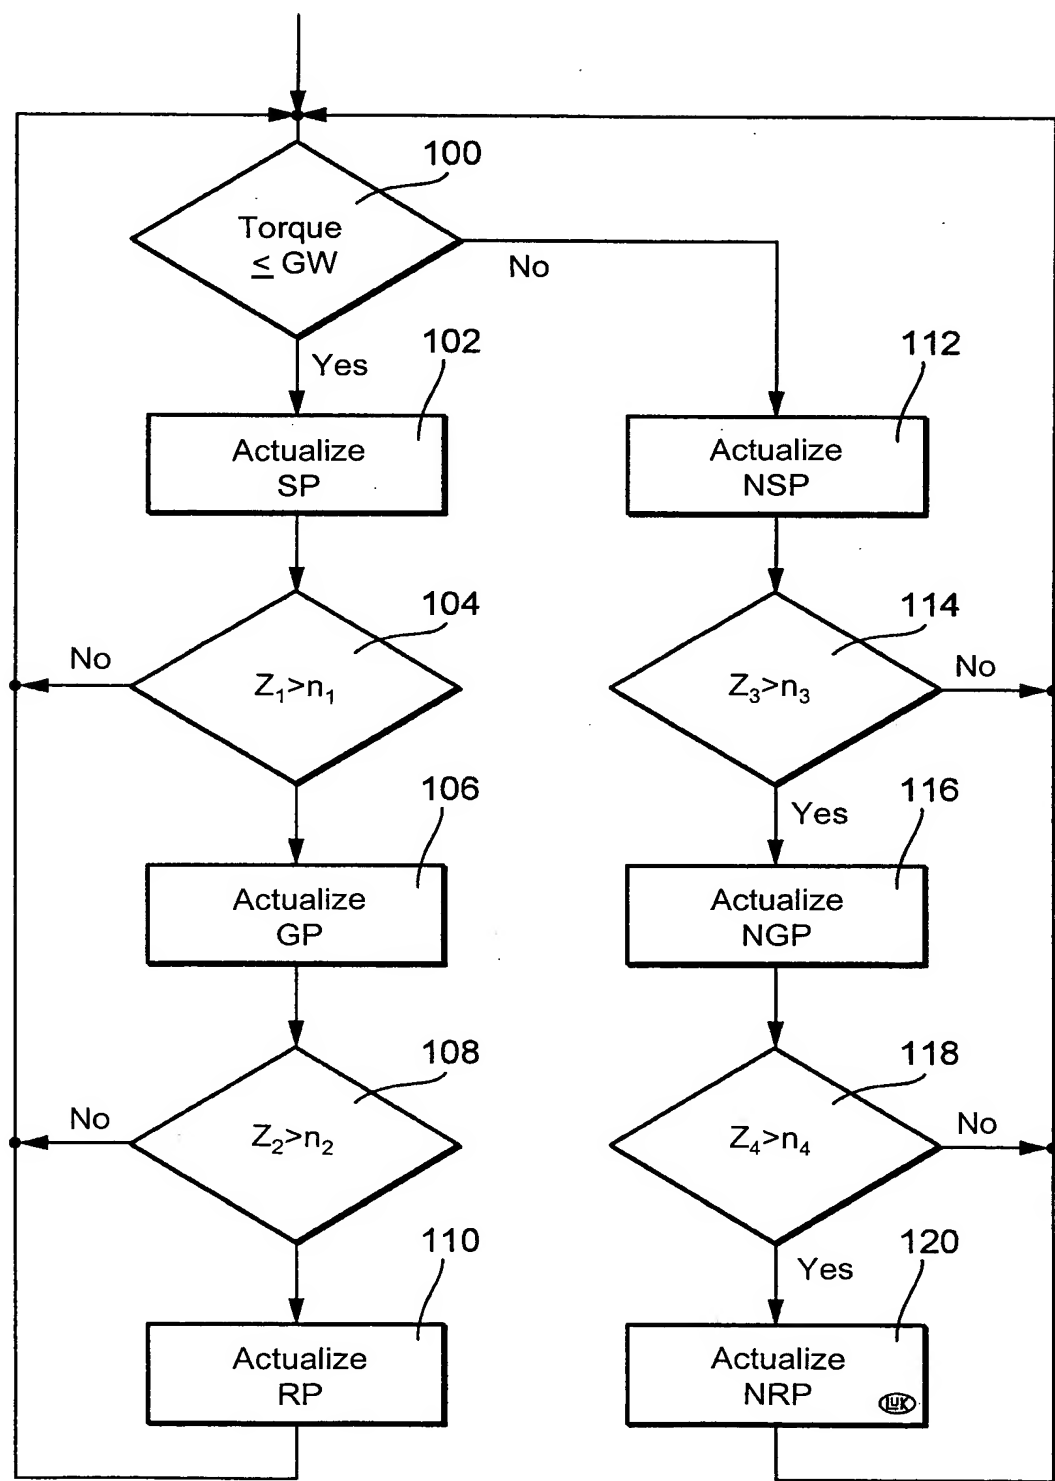 100
Torque
≤ GW
No
Yes
102
Actualize
SP
112
Actualize
NSP
104
No
Z₁>n₁
114
Z₃>n₃
No
Yes
106
Actualize
GP
116
Actualize
NGP
108
No
Z₂>n₂
118
Z₄>n₄
No
Yes
110
Actualize
RP
120
Actualize
NRP
LuK